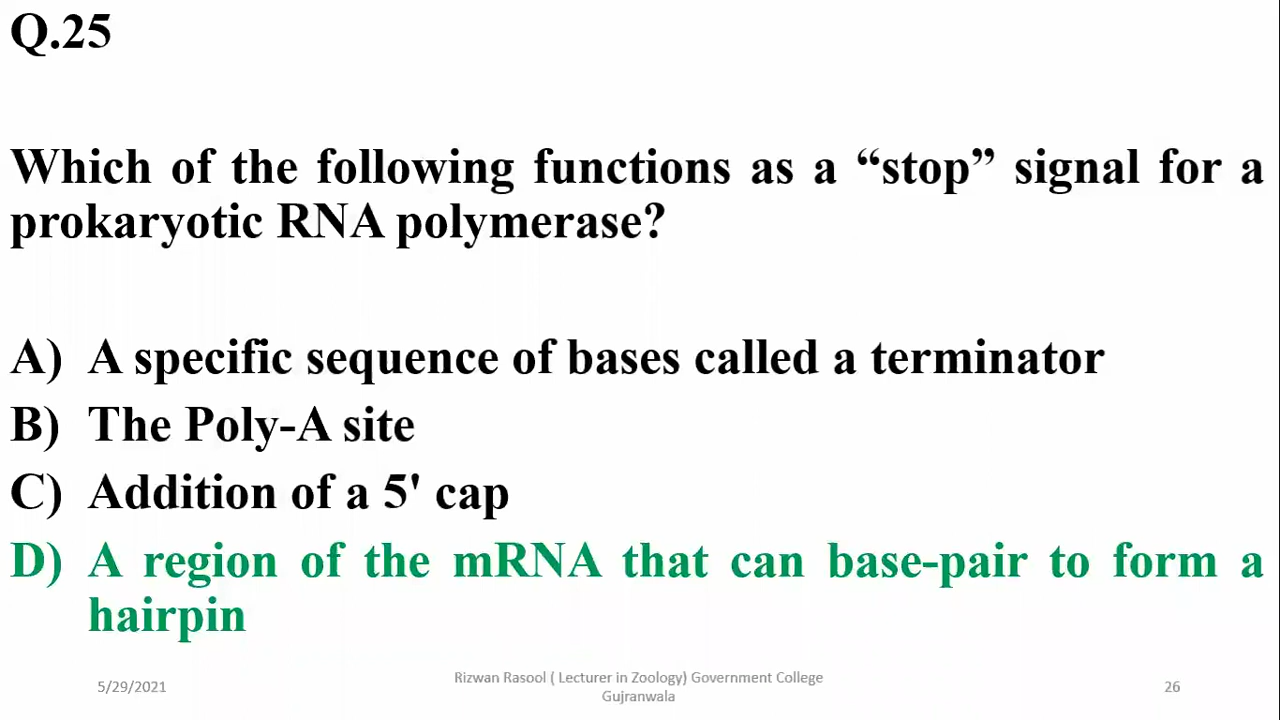 Q.25
Which of the following functions as a “stop” signal for a
prokaryotic RNA polymerase?
A) A specific sequence of bases called a terminator
B) The Poly-A site
C) Addition of a 5' cap
D) A region of the mRNA that can base-pair to form a
hairpin
5/29/2021
Rizwan Rasool ( Lecturer in Zoology) Government College
Gujranwala
26